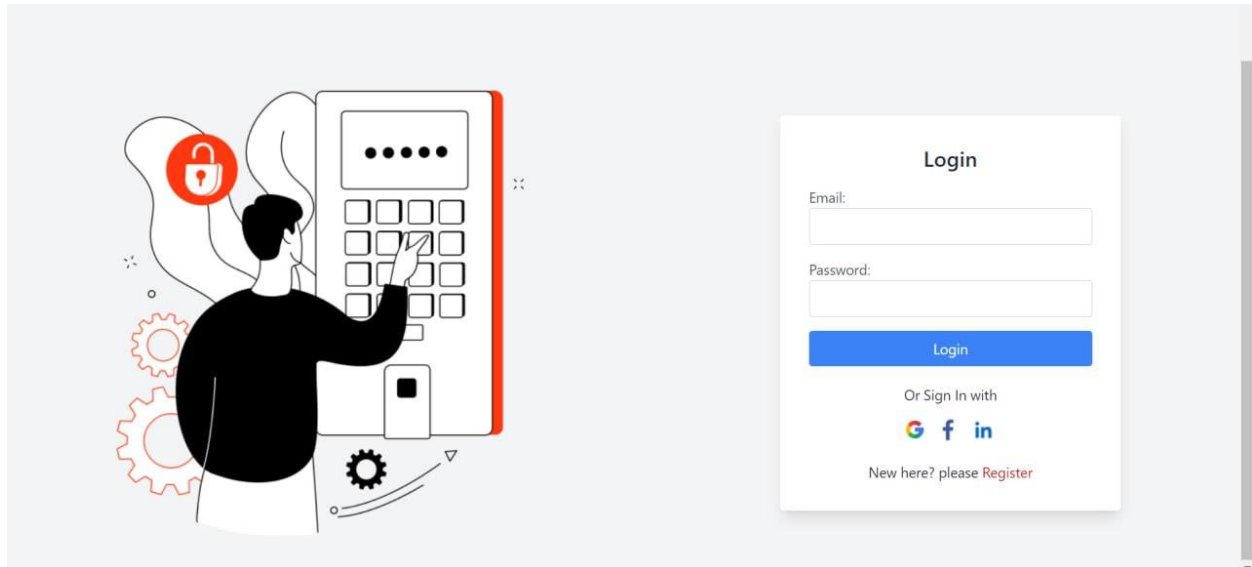 Login
Email:
Password:
Login
Or Sign In with
G f in
New here? please Register